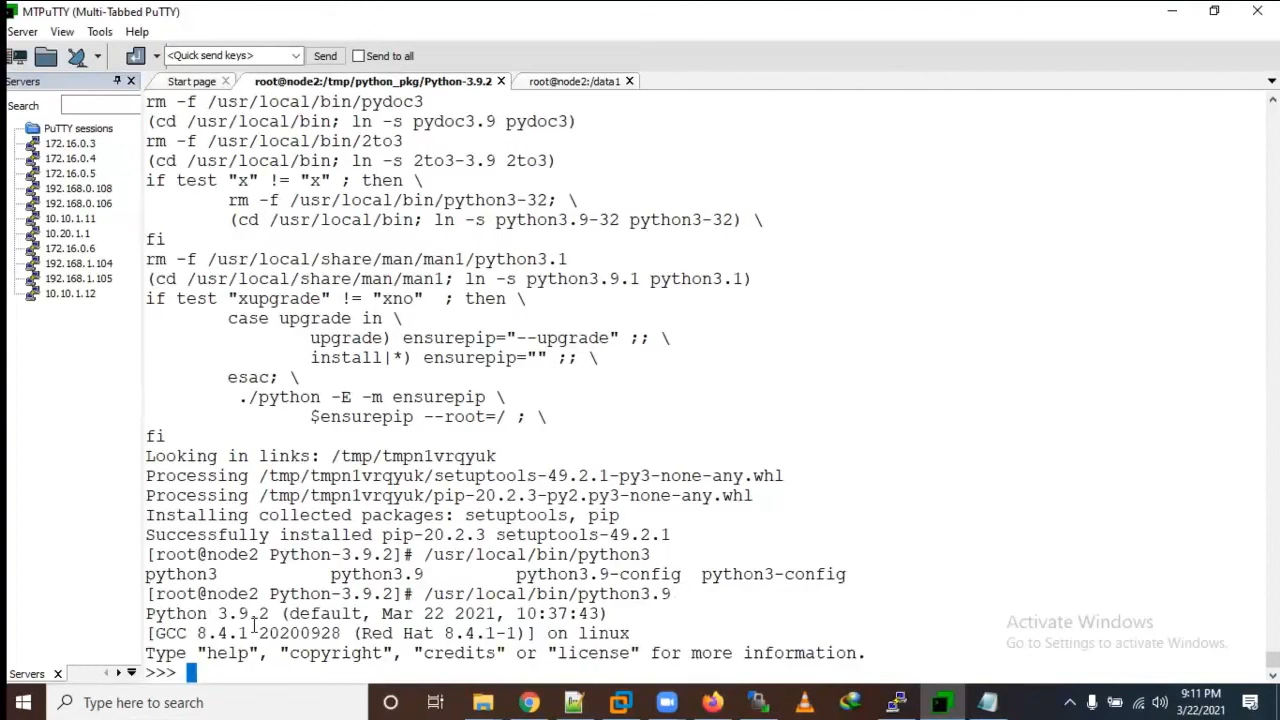 MTPuTTY (Multi-Tabbed PuTTY)
Server View Tools Help
<Quick send keys> Send Send to all
Servers Start page root@node2:/tmp/python_pkg/Python-3.9.2 root@node2:/data1
Search
PuTTY sessions
172.16.0.3
172.16.0.4
172.16.0.5
192.168.0.108
192.168.0.106
10.10.1.11
10.20.1.1
172.16.0.6
192.168.1.104
192.168.1.105
10.10.1.12
Servers
rm -f /usr/local/bin/pydoc3
(cd /usr/local/bin; ln -s pydoc3.9 pydoc3)
rm -f /usr/local/bin/2to3
(cd /usr/local/bin; ln -s 2to3-3.9 2to3)
if test "x" != "x" ; then \
rm -f /usr/local/bin/python3-32; \
(cd /usr/local/bin; ln -s python3.9-32 python3-32) \
fi
rm -f /usr/local/share/man/man1/python3.1
(cd /usr/local/share/man/man1; ln -s python3.9.1 python3.1)
if test "xupgrade" != "xno"  ; then \
case upgrade in \
upgrade) ensurepip="--upgrade" ;; \
install|*) ensurepip="" ;; \
esac; \
./python -E -m ensurepip \
$ensurepip --root=/ ; \
fi
Looking in links: /tmp/tmpn1vrqyuk
Processing /tmp/tmpn1vrqyuk/setuptools-49.2.1-py3-none-any.whl
Processing /tmp/tmpn1vrqyuk/pip-20.2.3-py2.py3-none-any.whl
Installing collected packages: setuptools, pip
Successfully installed pip-20.2.3 setuptools-49.2.1
[root@node2 Python-3.9.2]# /usr/local/bin/python3
python3 python3.9 python3.9-config python3-config
[root@node2 Python-3.9.2]# /usr/local/bin/python3.9
Python 3.9.2 (default, Mar 22 2021, 10:37:43)
[GCC 8.4.1 20200928 (Red Hat 8.4.1-1)] on linux
Type "help", "copyright", "credits" or "license" for more information.
>>>
Activate Windows
Go to Settings to activate Windows.
Type here to search
9:11 PM
3/22/2021